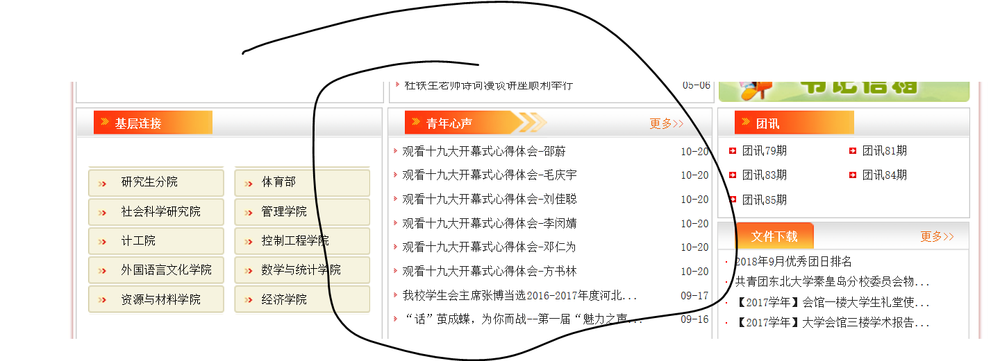 杜铁生老师诗词漫谈讲座顺利举行 05-06
书记信箱
基层连接
研究生分院 体育部
社会科学研究院 管理学院
计工院 控制工程学院
外国语言文化学院 数学与统计学院
资源与材料学院 经济学院
青年心声 更多>>
观看十九大开幕式心得体会-邵蔚 10-20
观看十九大开幕式心得体会-毛庆宇 10-20
观看十九大开幕式心得体会-刘佳聪 10-20
观看十九大开幕式心得体会-李闵婧 10-20
观看十九大开幕式心得体会-邓仁为 10-20
观看十九大开幕式心得体会-方书林 10-20
我校学生会主席张博当选2016-2017年度河北... 09-17
“话”茧成蝶，为你而战--第一届“魅力之声... 09-16
团讯
团讯79期 团讯81期
团讯83期 团讯84期
团讯85期
文件下载 更多>>
2018年9月优秀团日排名
共青团东北大学秦皇岛分校委员会物...
【2017学年】会馆一楼大学生礼堂使...
【2017学年】大学会馆三楼学术报告...